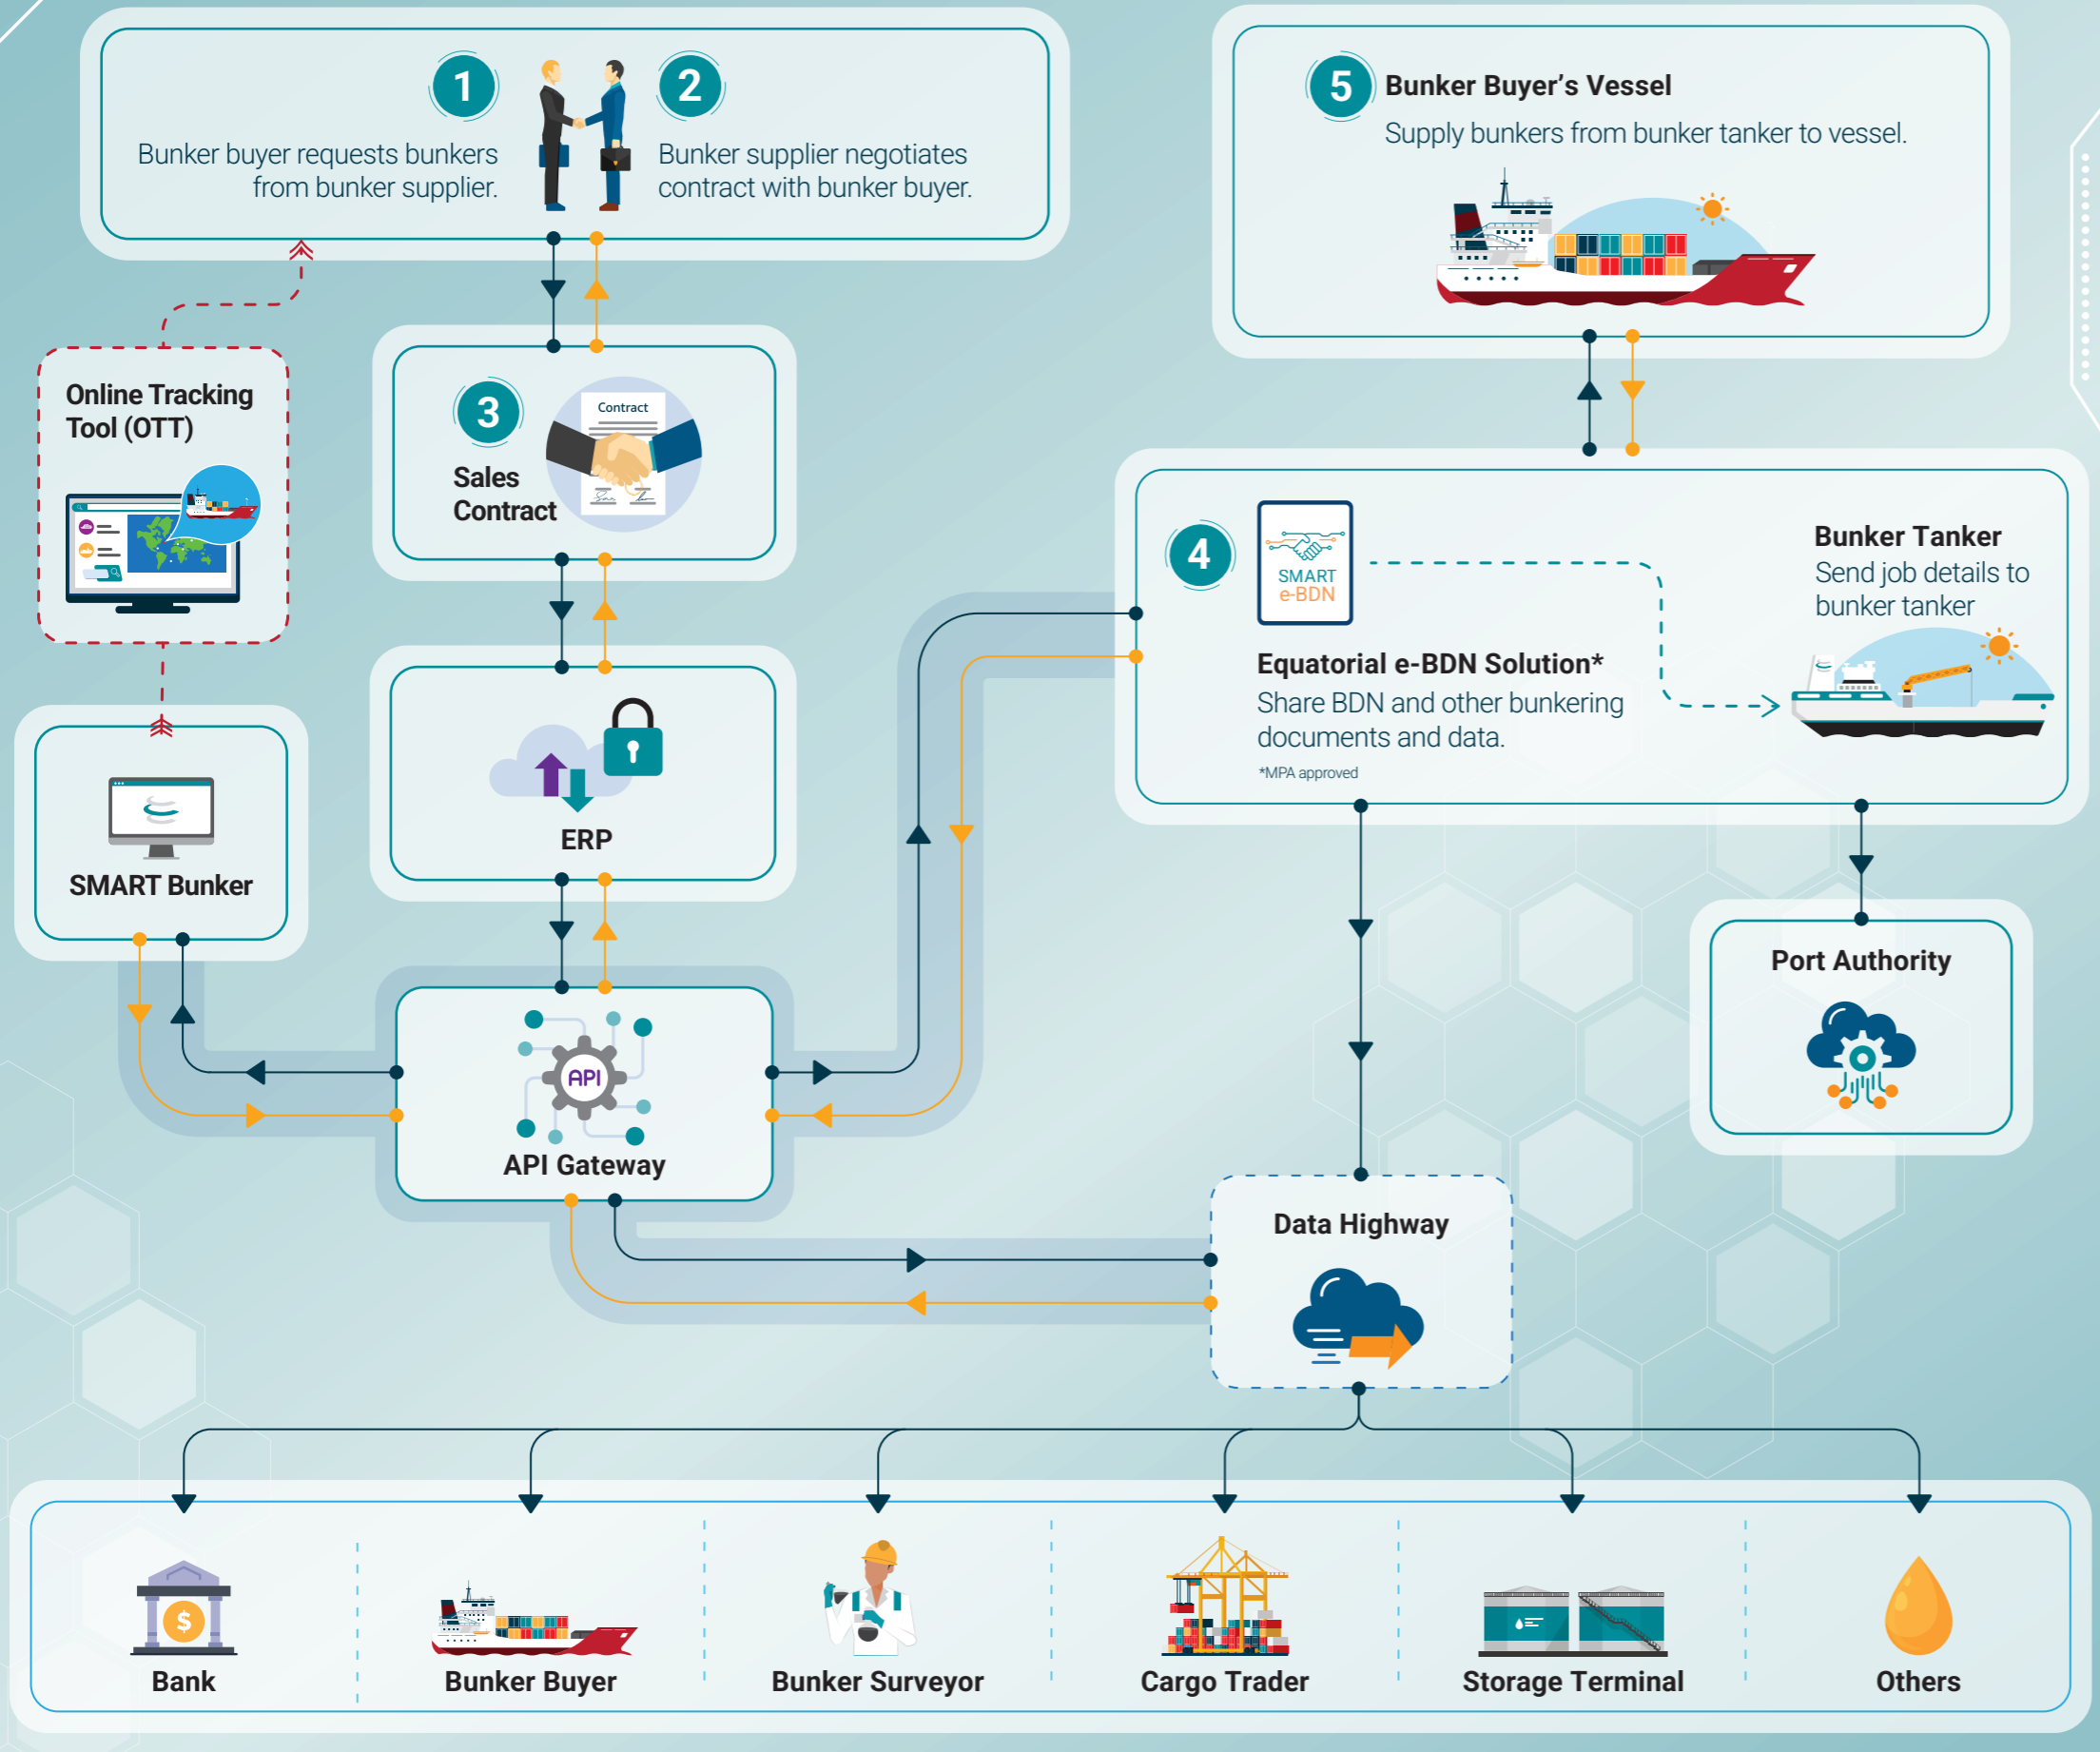 1
Bunker buyer requests bunkers
from bunker supplier.
2
Bunker supplier negotiates
contract with bunker buyer.
5
Bunker Buyer’s Vessel
Supply bunkers from bunker tanker to vessel.
Online Tracking
Tool (OTT)
3
Sales
Contract
Contract
4
SMART
e-BDN
Equatorial e-BDN Solution*
Share BDN and other bunkering
documents and data.
*MPA approved
Bunker Tanker
Send job details to
bunker tanker
ERP
SMART Bunker
API
API Gateway
Port Authority
Data Highway
$
Bank
Bunker Buyer
Bunker Surveyor
Cargo Trader
Storage Terminal
Others